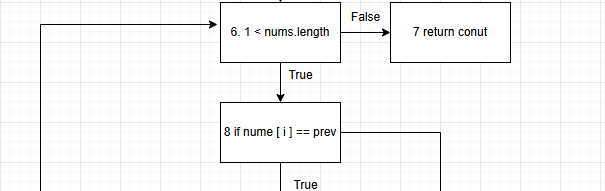 6. 1 < nums.length
False
7 return conut
True
8 if nume [ i ] == prev
True